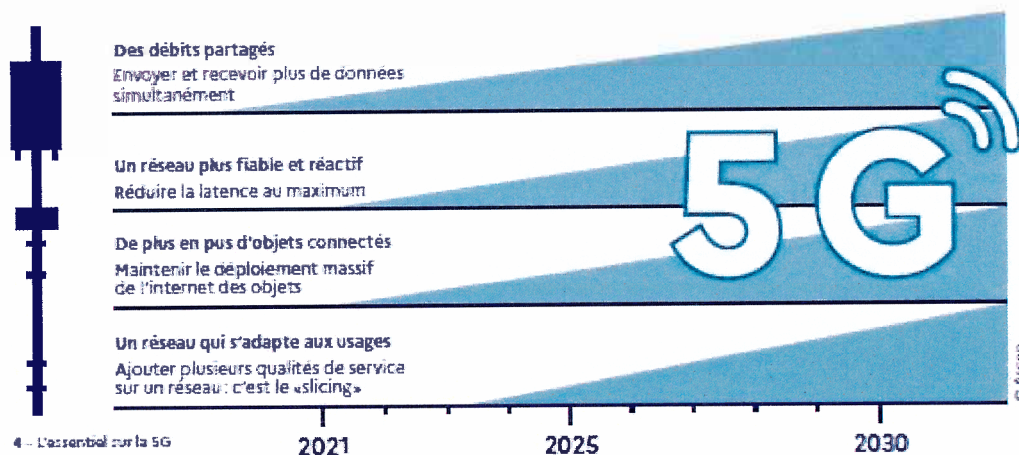 Des débits partagés
Envoyer et recevoir plus de données
simultanément
Un réseau plus fiable et réactif
Réduire la latence au maximum
De plus en pus d'objets connectés
Maintenir le déploiement massif
de l'internet des objets
Un réseau qui s'adapte aux usages
Ajouter plusieurs qualités de service
sur un réseau: c'est le «slicing»
5G
© Arcep
4 - L'essentiel sur la 5G
2021
2025
2030